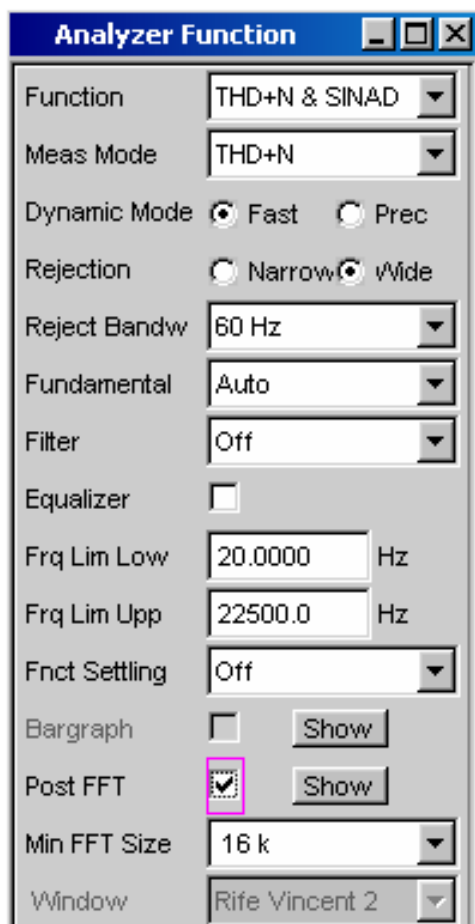 Analyzer Function
Function THD+N & SINAD
Meas Mode THD+N
Dynamic Mode Fast Prec
Rejection Narrow Wide
Reject Bandw 60 Hz
Fundamental Auto
Filter Off
Equalizer
Frq Lim Low 20.0000 Hz
Frq Lim Upp 22500.0 Hz
Fnct Settling Off
Bargraph Show
Post FFT Show
Min FFT Size 16 k
Window Rife Vincent 2